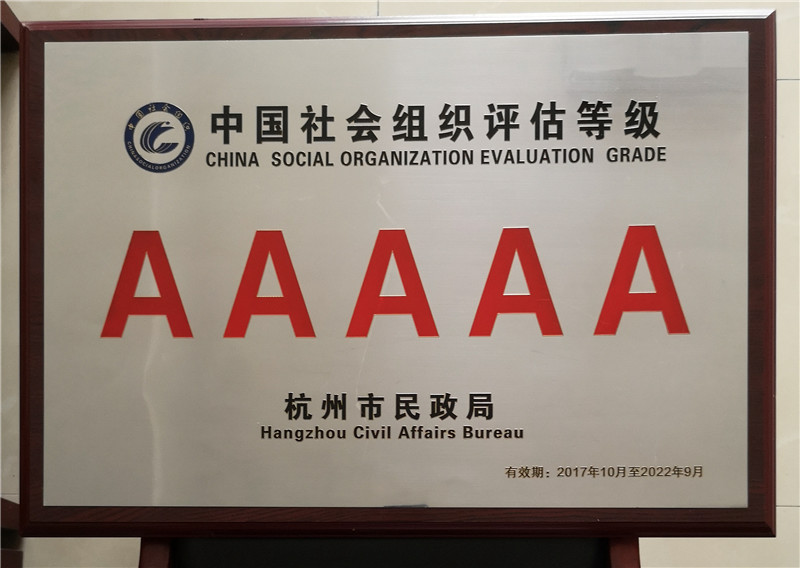 中国社会组织评估等级
CHINA SOCIAL ORGANIZATION EVALUATION GRADE
AAAAA
杭州市民政局
Hangzhou Civil Affairs Bureau
有效期：2017年10月至2022年9月
CHINASOCIALORGANIZATION